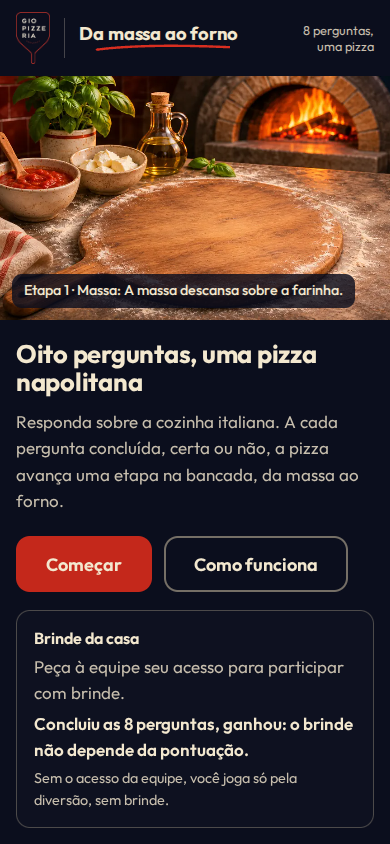 GIO
PIZZE
RIA
Da massa ao forno
8 perguntas,
uma pizza
Etapa 1 · Massa: A massa descansa sobre a farinha.
Oito perguntas, uma pizza
napolitana
Responda sobre a cozinha italiana. A cada
pergunta concluída, certa ou não, a pizza
avança uma etapa na bancada, da massa ao
forno.
Começar
Como funciona
Brinde da casa
Peça à equipe seu acesso para participar
com brinde.
Concluiu as 8 perguntas, ganhou: o brinde
não depende da pontuação.
Sem o acesso da equipe, você joga só pela
diversão, sem brinde.